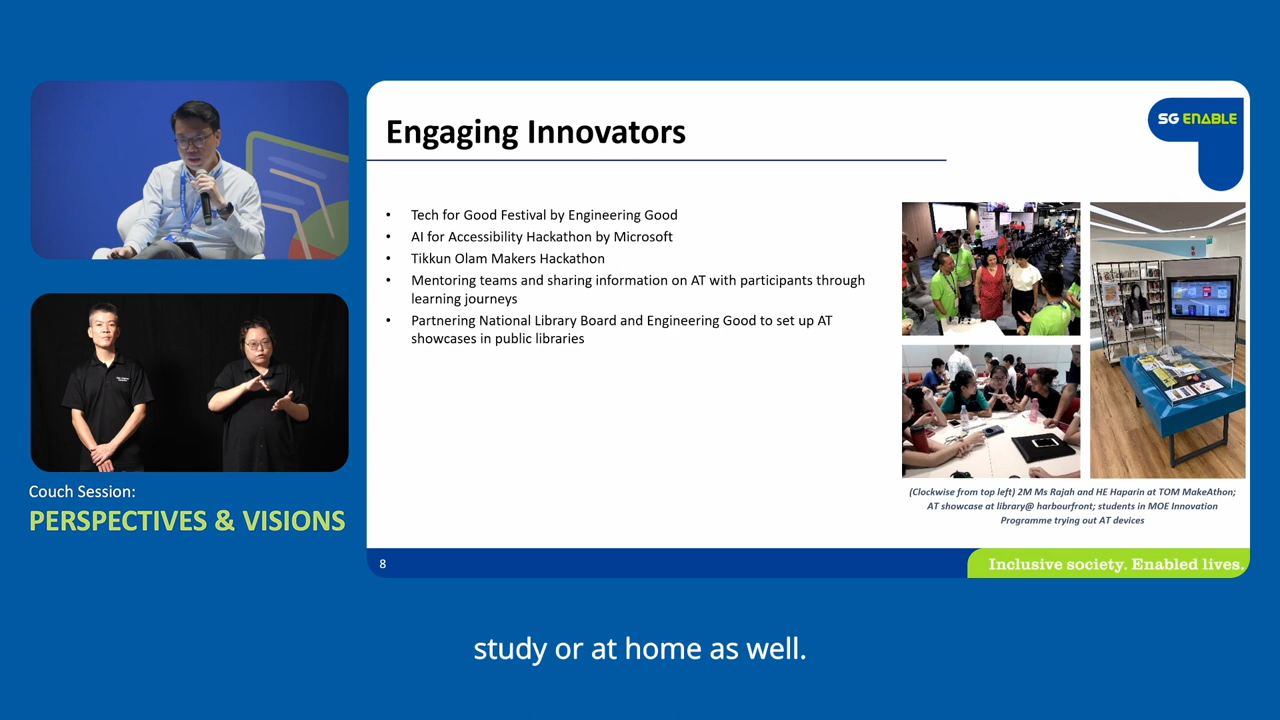 Engaging Innovators
SG ENABLE
• Tech for Good Festival by Engineering Good
• AI for Accessibility Hackathon by Microsoft
• Tikkun Olam Makers Hackathon
• Mentoring teams and sharing information on AT with participants through
learning journeys
• Partnering National Library Board and Engineering Good to set up AT
showcases in public libraries
(Clockwise from top left) 2M Ms Rajah and HE Haparin at TOM MakeAthon;
AT showcase at library@ harbourfront; students in MOE Innovation
Programme trying out AT devices
8
Inclusive society. Enabled lives.
Couch Session:
PERSPECTIVES & VISIONS
study or at home as well.